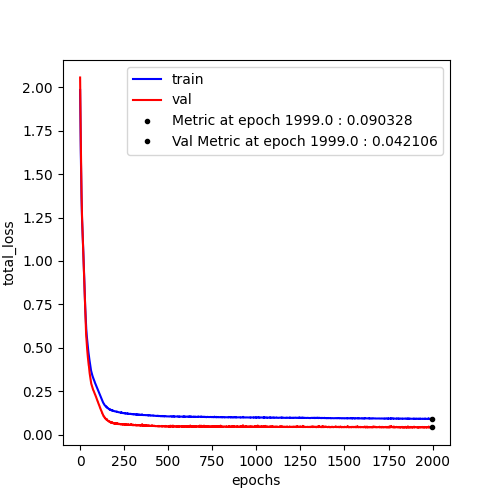 train
val
Metric at epoch 1999.0 : 0.090328
Val Metric at epoch 1999.0 : 0.042106
total_loss
2.00
1.75
1.50
1.25
1.00
0.75
0.50
0.25
0.00
0 250 500 750 1000 1250 1500 1750 2000
epochs